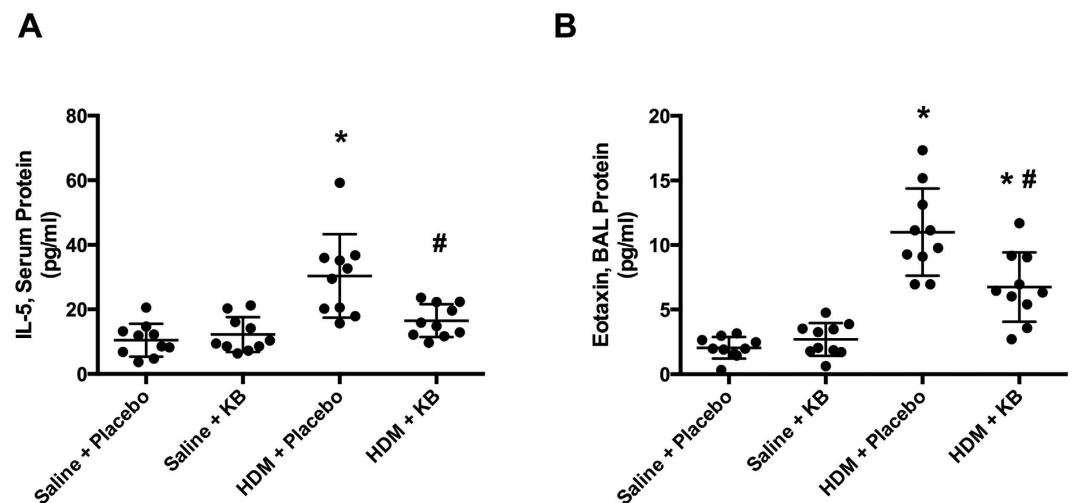 A
IL-5, Serum Protein
(pg/ml)
80
60
40
20
0
*
#
Saline + Placebo
Saline + KB
HDM + Placebo
HDM + KB
B
Eotaxin, BAL Protein
(pg/ml)
20
15
10
5
0
*
* #
Saline + Placebo
Saline + KB
HDM + Placebo
HDM + KB